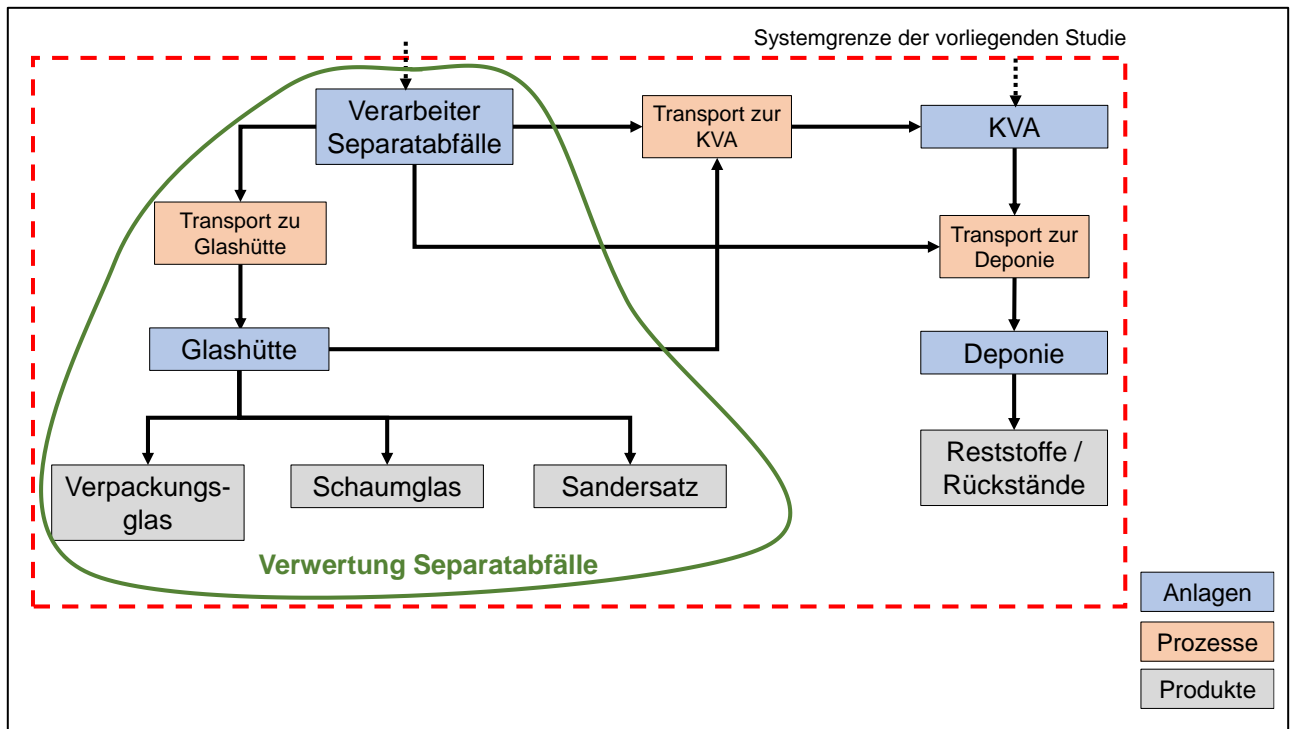 Systemgrenze der vorliegenden Studie
Verarbeiter
Separatabfälle
Transport zur
KVA
KVA
Transport zu
Glashütte
Transport zur
Deponie
Glashütte
Deponie
Verpackungs-
glas
Schaumglas
Sandersatz
Reststoffe /
Rückstände
Verwertung Separatabfälle
Anlagen
Prozesse
Produkte